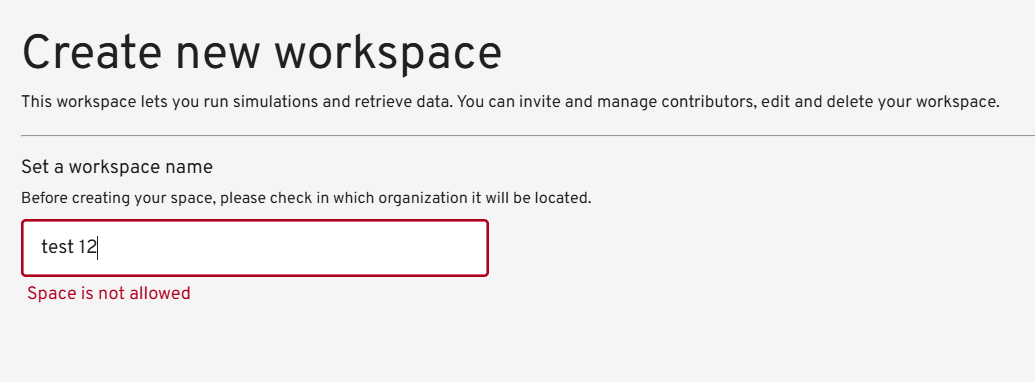 Create new workspace
This workspace lets you run simulations and retrieve data. You can invite and manage contributors, edit and delete your workspace.
Set a workspace name
Before creating your space, please check in which organization it will be located.
test 12
Space is not allowed